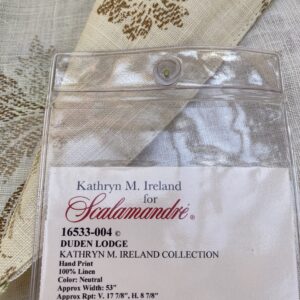 Kathryn M. Ireland
for
Scalamandré®
16533-004 ©
DUDEN LODGE
KATHRYN M. IRELAND COLLECTION
Hand Print
100% Linen
Color: Neutral
Approx Width: 53"
Approx Rpt: V. 17 7/8", H. 8 7/8"